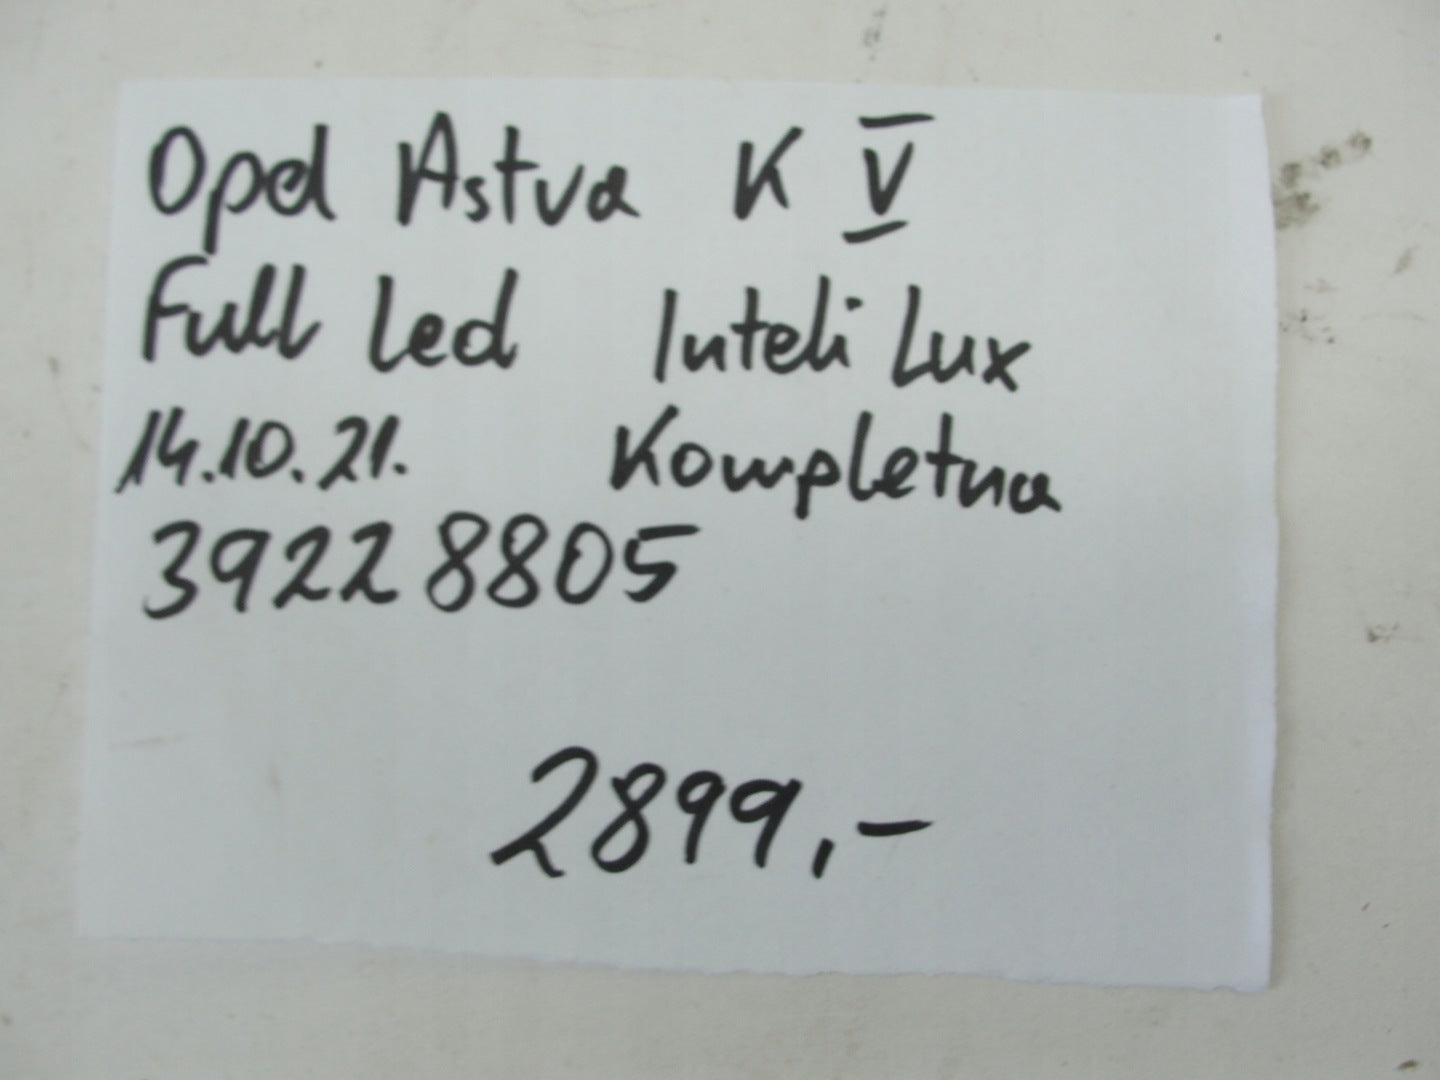 Opel Astra K V
Full Led Inteli Lux
14.10.21. Kompletna
39228805
2899,-